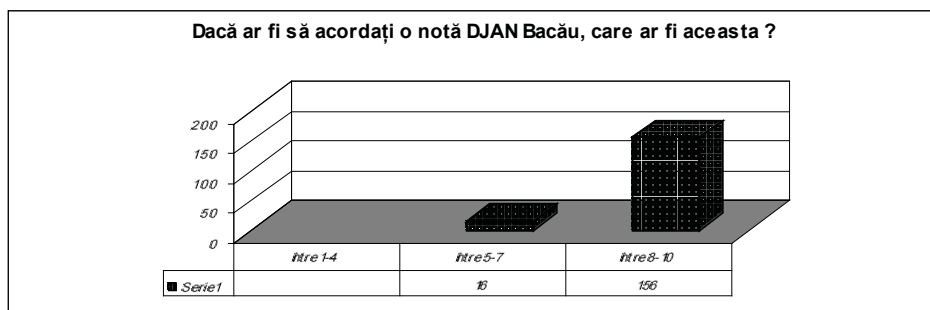 Dacă ar fi să acordați o notă DJAN Bacău, care ar fi aceasta ?
200
150
100
50
0
între 1-4 între 5-7 între 8-10
Serie1 16 156